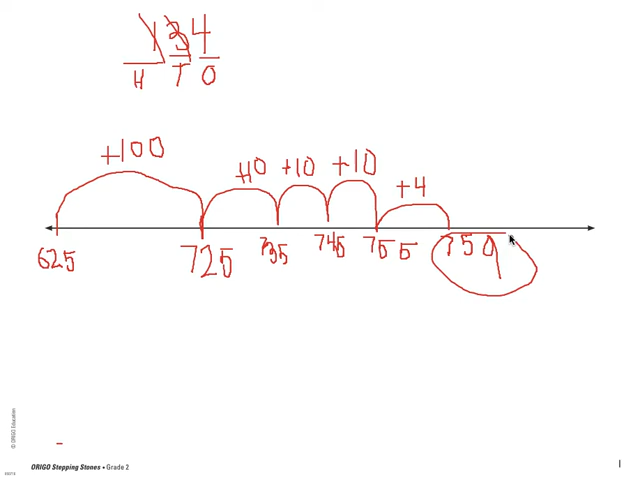 134
H T O
+100 +10 +10 +10 +4
625 725 735 745 755 759
© ORIGO Education
ORIGO Stepping Stones • Grade 2